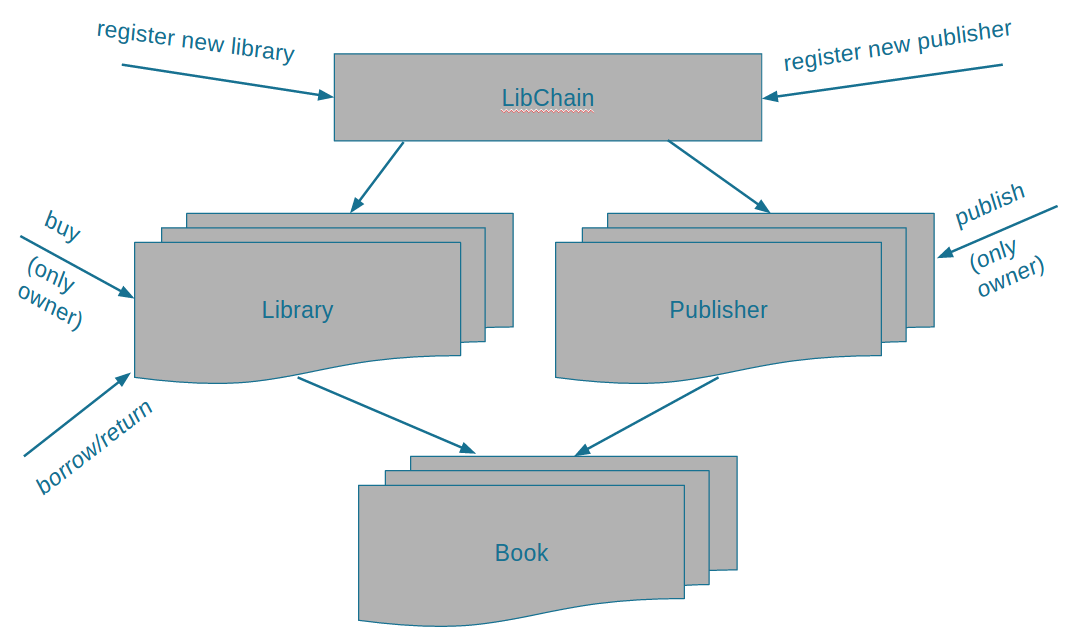 register new library
register new publisher
LibChain
buy
(only
owner)
publish
(only
owner)
Library
Publisher
borrow/return
Book